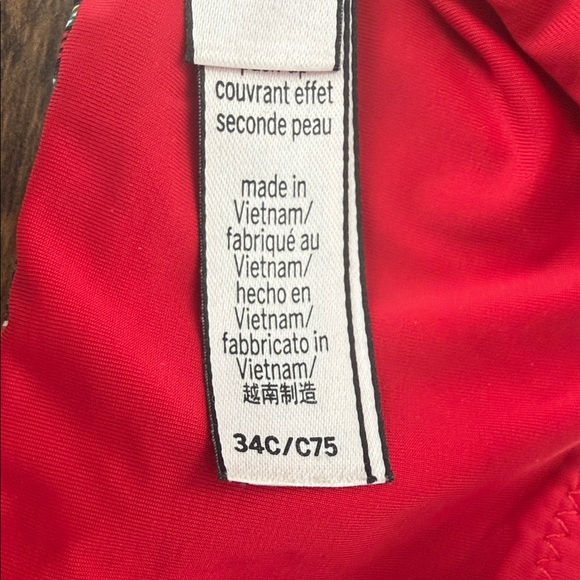 couvrant effet
seconde peau
made in
Vietnam/
fabriqué au
Vietnam/
hecho en
Vietnam/
fabbricato in
Vietnam/
越南制造
34C/C75